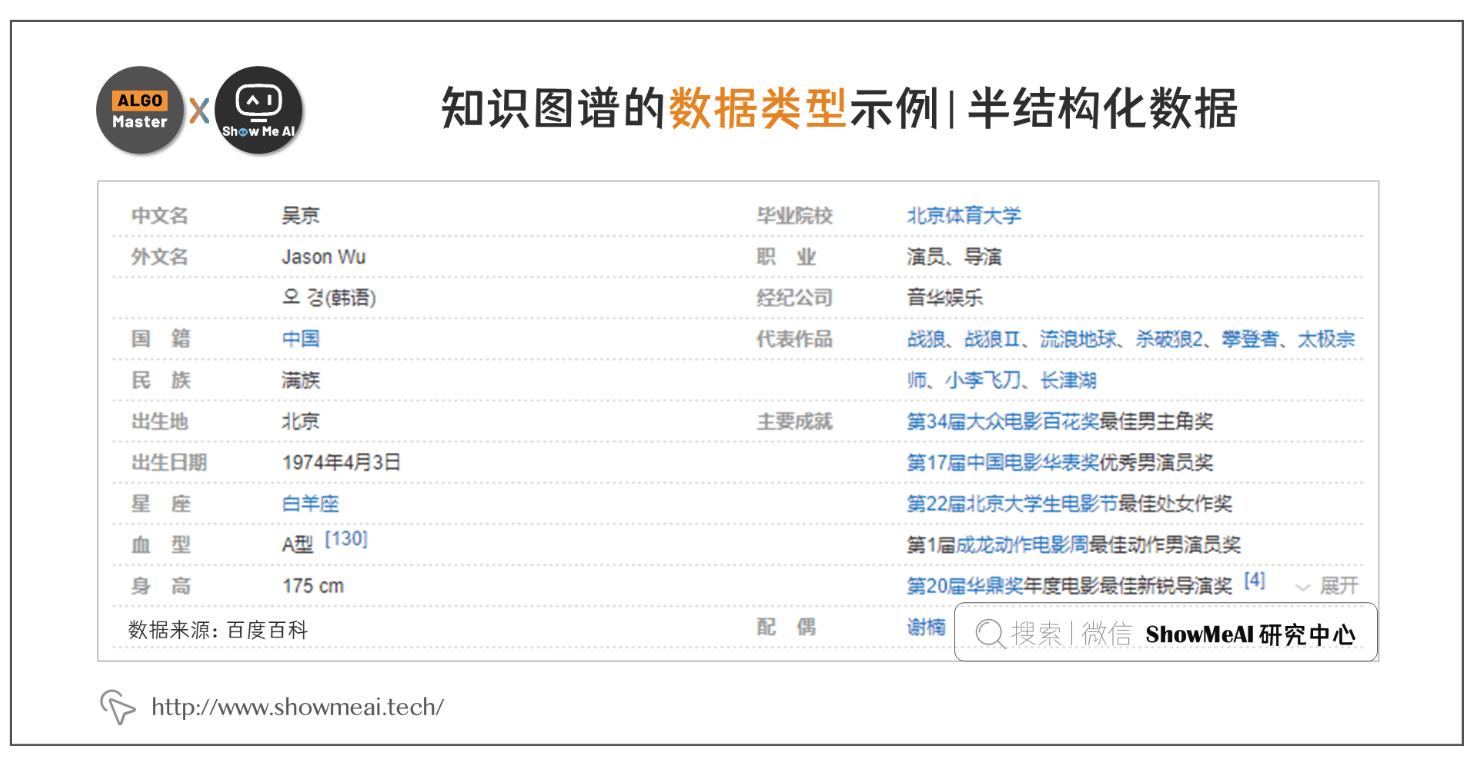 ALGO
Master
X
AI
Show Me AI
知识图谱的数据类型示例|半结构化数据
中文名 吴京 毕业院校 北京体育大学
外文名 Jason Wu 职 业 演员、导演
오 경(韩语) 经纪公司 音华娱乐
国 籍 中国 代表作品 战狼、战狼Ⅱ、流浪地球、杀破狼2、攀登者、太极宗
民 族 满族 师、小李飞刀、长津湖
出生地 北京 主要成就 第34届大众电影百花奖最佳男主角奖
出生日期 1974年4月3日 第17届中国电影华表奖优秀男演员奖
星 座 白羊座 第22届北京大学生电影节最佳处女作奖
血 型 A型 [130] 第1届成龙动作电影周最佳动作男演员奖
身 高 175 cm 第20届华鼎奖年度电影最佳新锐导演奖 [4] 展开
数据来源: 百度百科 配 偶 谢楠
搜索|微信 ShowMeAI 研究中心
http://www.showmeai.tech/